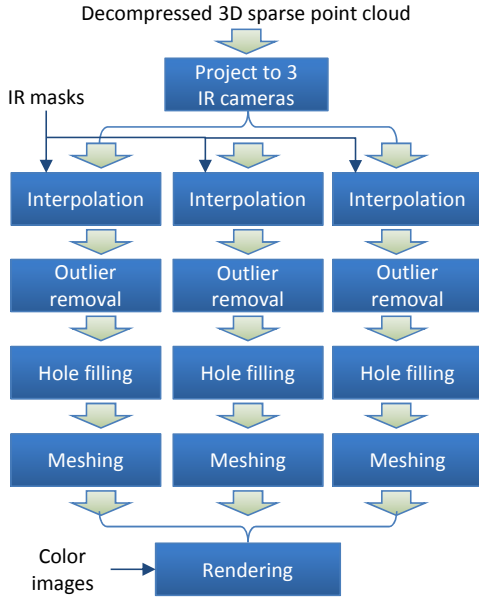 Decompressed 3D sparse point cloud
Project to 3
IR cameras
IR masks
Interpolation
Interpolation
Interpolation
Outlier
removal
Outlier
removal
Outlier
removal
Hole filling
Hole filling
Hole filling
Meshing
Meshing
Meshing
Color
images
Rendering